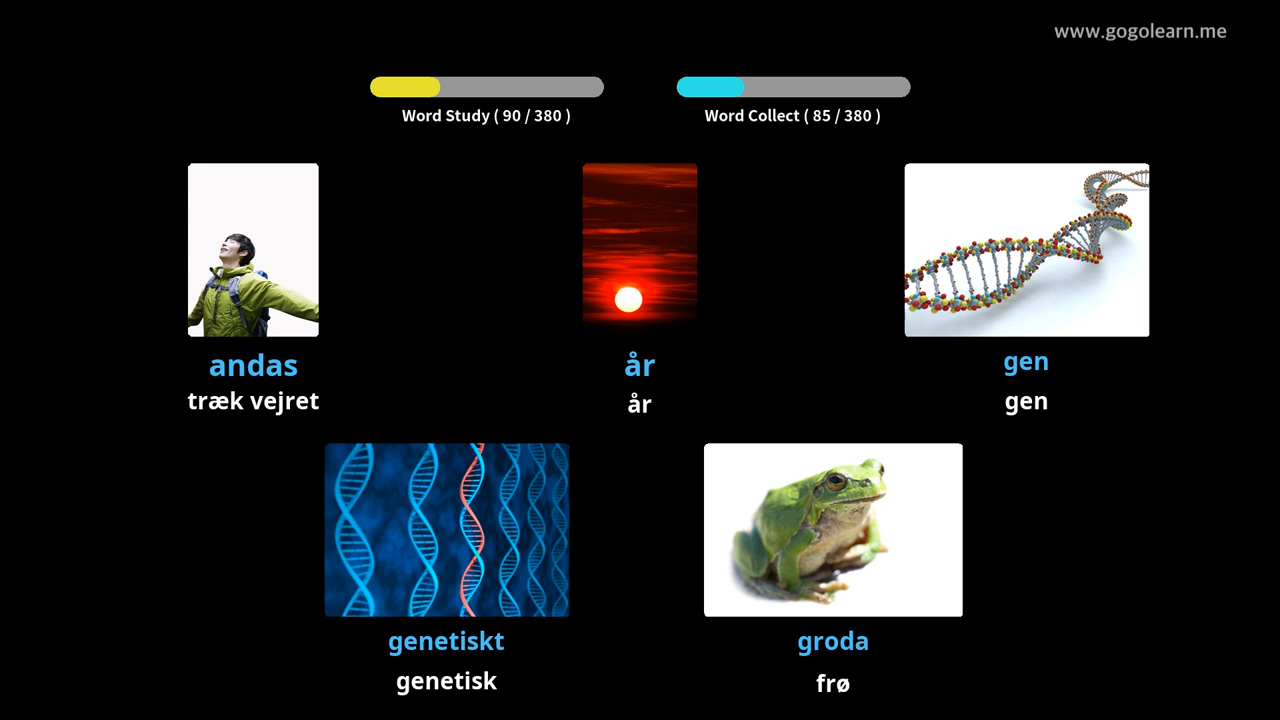 www.gogolearn.me
Word Study ( 90 / 380 )
Word Collect ( 85 / 380 )
andas
træk vejret
år
år
gen
gen
genetiskt
genetisk
groda
frø